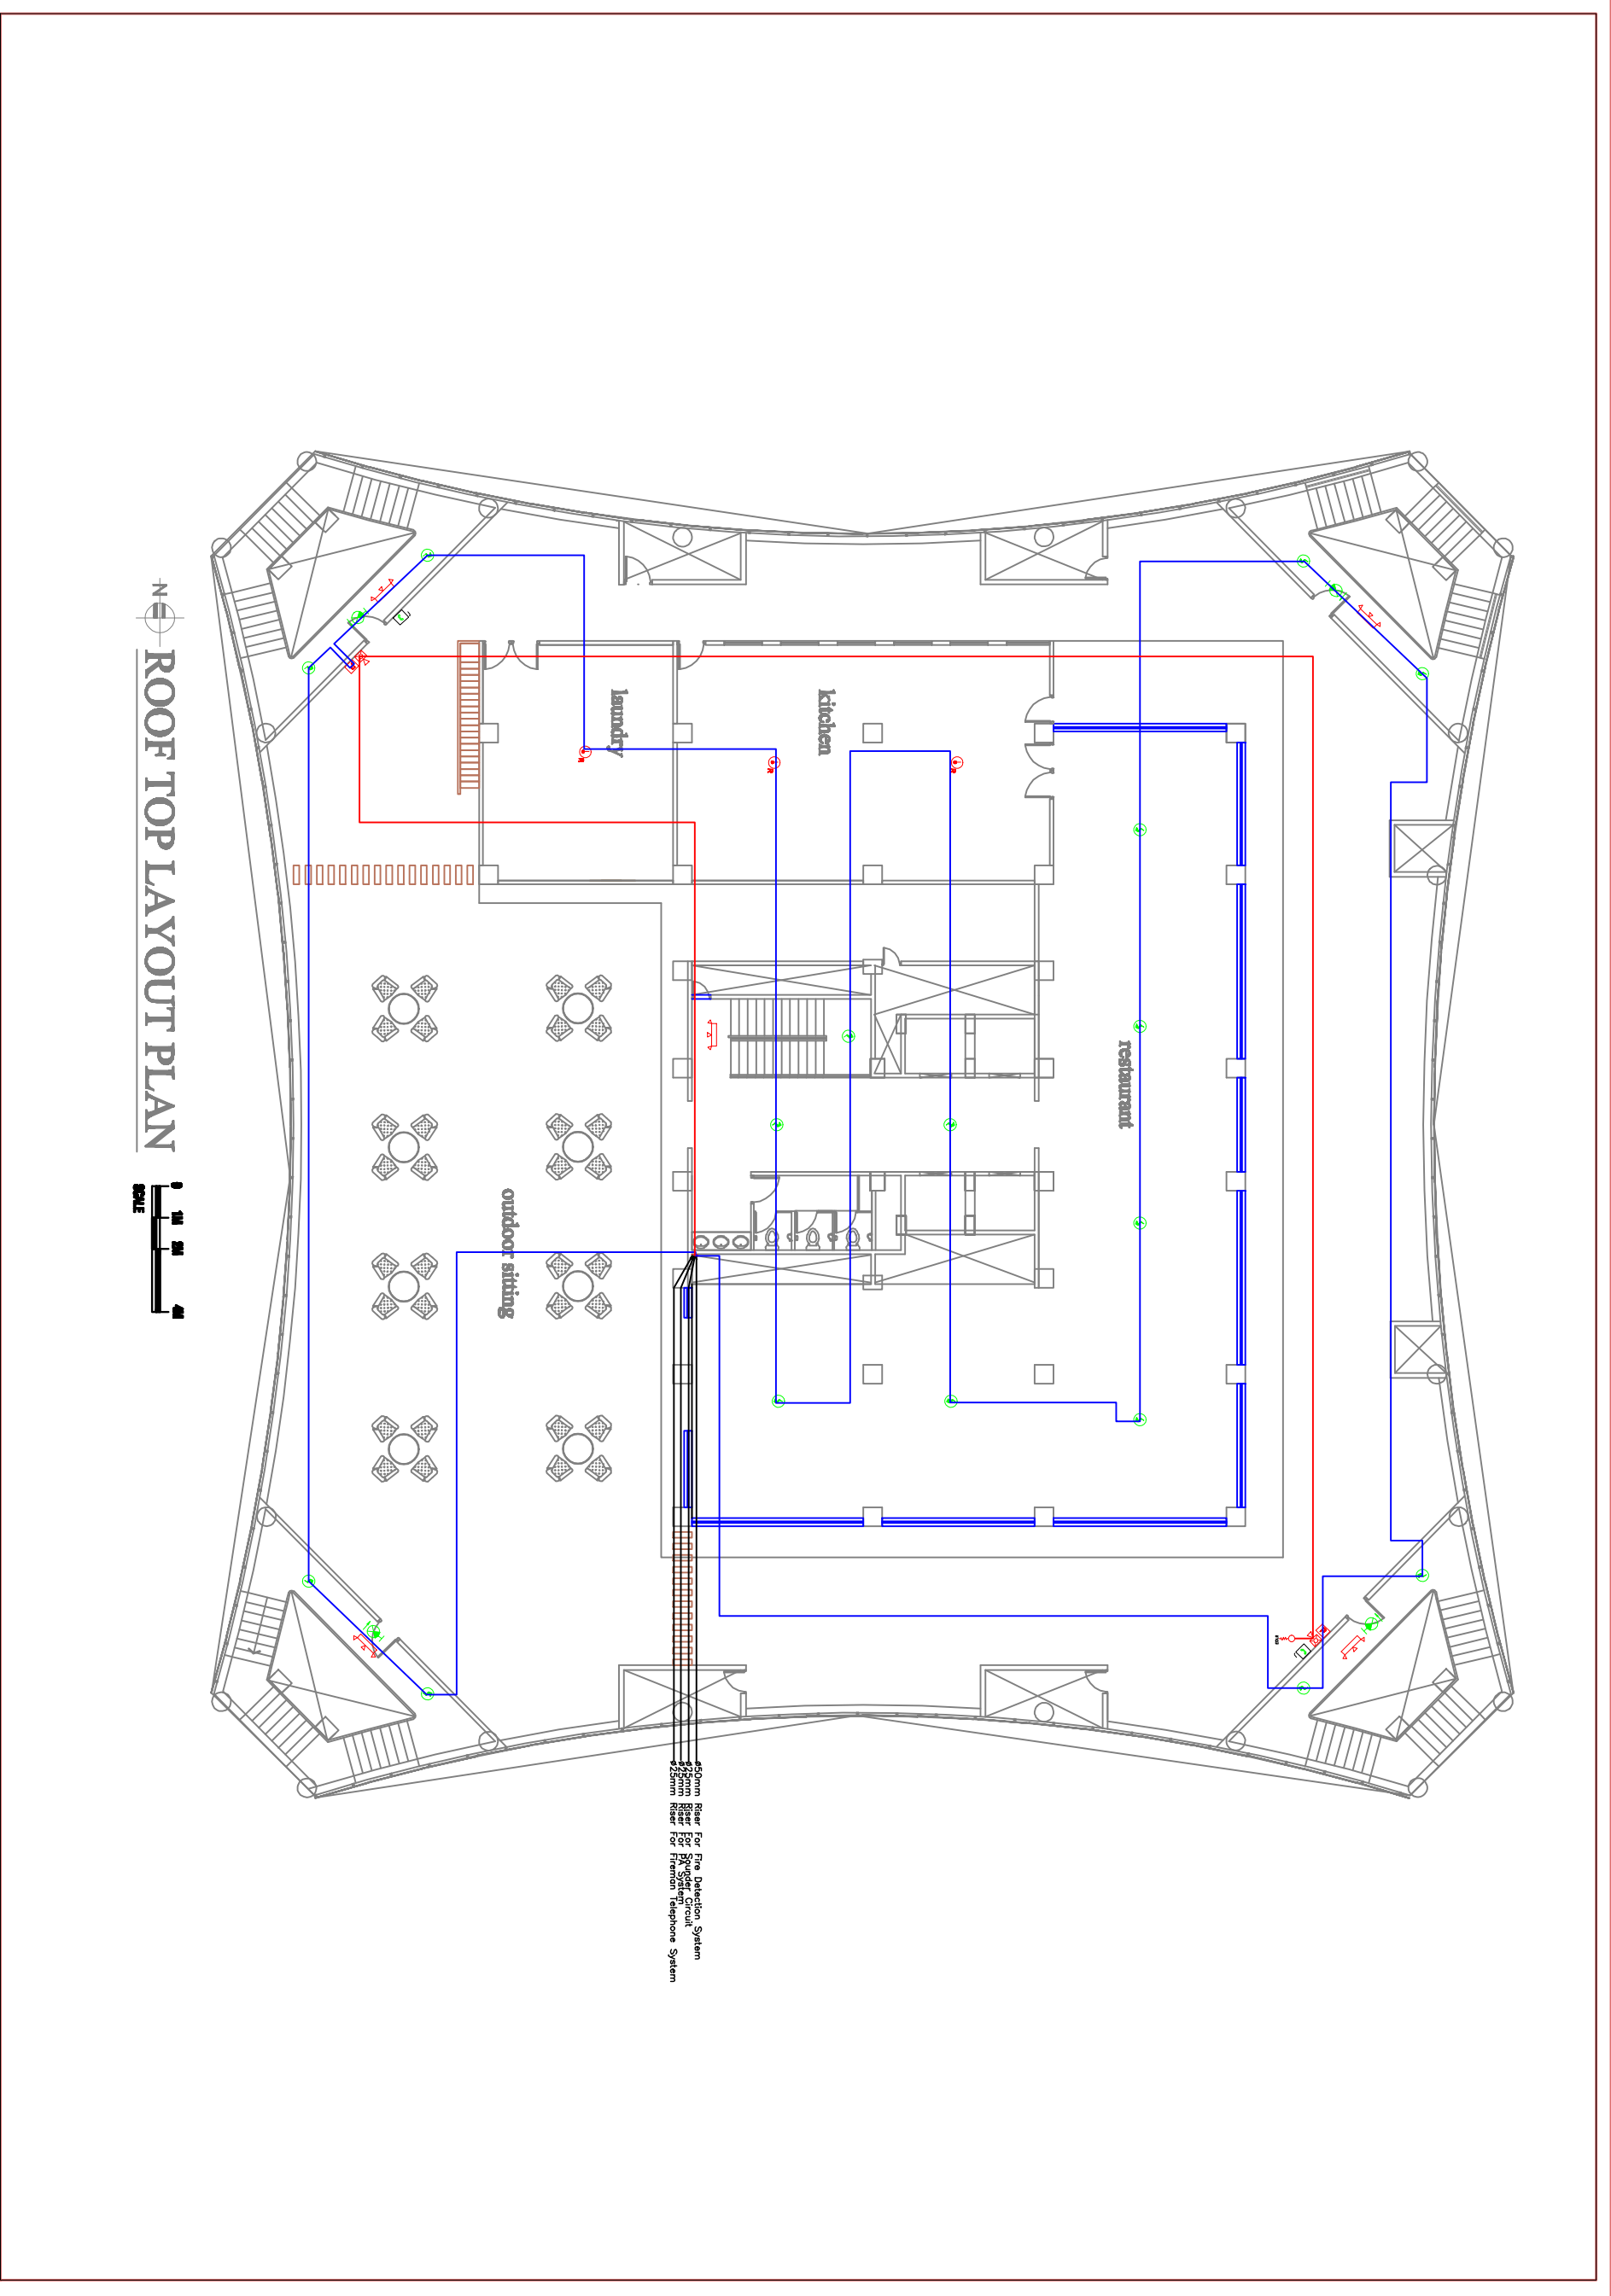 laundry
kitchen
restaurant
outdoor sitting
ø50mm Riser For Fire Detection System
ø25mm Riser For Sounder Circuit
ø25mm Riser For PA System
ø25mm Riser For Fireman Telephone System
N
ROOF TOP LAYOUT PLAN
0 1M 2M 4M
SCALE